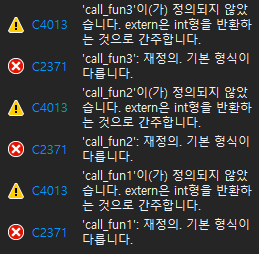 'call_fun3'이(가) 정의되지 않았
C4013 습니다. extern은 int형을 반환하
는 것으로 간주합니다.
C2371 'call_fun3': 재정의. 기본 형식이
다릅니다.
'call_fun2'이(가) 정의되지 않았
C4013 습니다. extern은 int형을 반환하
는 것으로 간주합니다.
C2371 'call_fun2': 재정의. 기본 형식이
다릅니다.
'call_fun1'이(가) 정의되지 않았
C4013 습니다. extern은 int형을 반환하
는 것으로 간주합니다.
C2371 'call_fun1': 재정의. 기본 형식이
다릅니다.